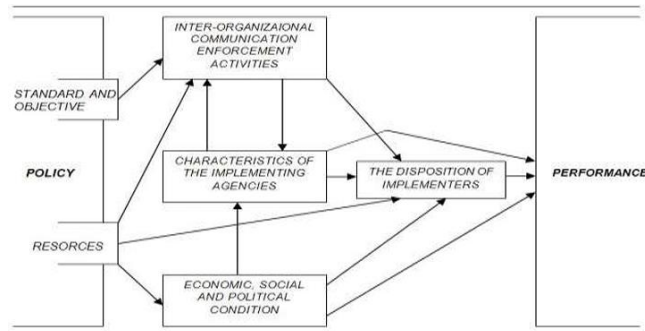 INTER-ORGANIZAIONAL
COMMUNICATION
ENFORCEMENT
ACTIVITIES
STANDARD AND
OBJECTIVE
POLICY
CHARACTERISTICS OF
THE IMPLEMENTING
AGENCIES
THE DISPOSITION OF
IMPLEMENTERS
PERFORMANCE
RESORCES
ECONOMIC, SOCIAL
AND POLITICAL
CONDITION